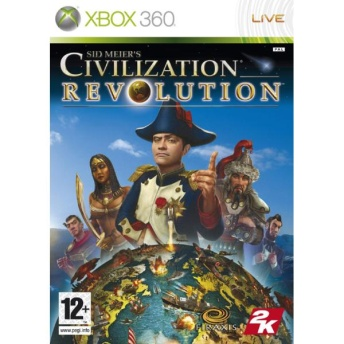 XBOX 360
LIVE
PAL
SID MEIER'S
CIVILIZATION
REVOLUTION
12+
www.pegi.info
FIRAXIS
2K